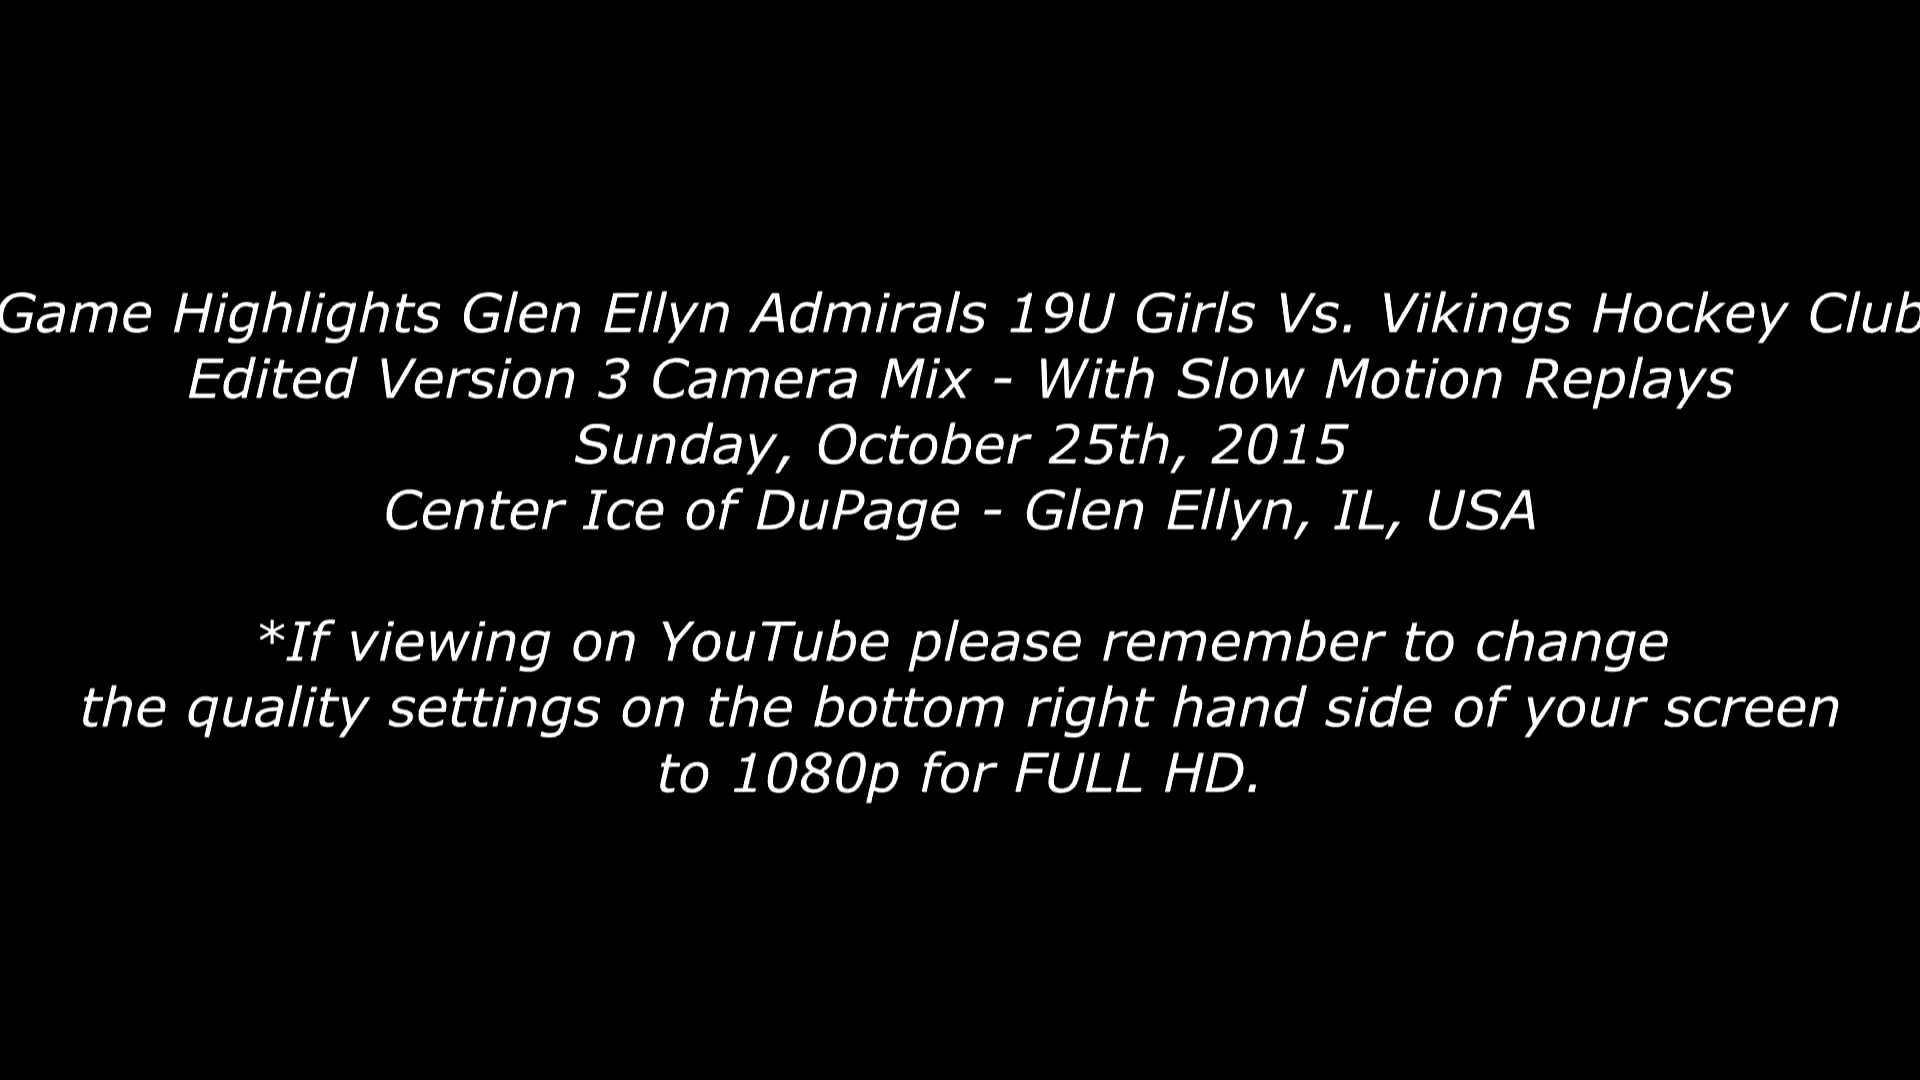 Game Highlights Glen Ellyn Admirals 19U Girls Vs. Vikings Hockey Club
Edited Version 3 Camera Mix - With Slow Motion Replays
Sunday, October 25th, 2015
Center Ice of DuPage - Glen Ellyn, IL, USA
*If viewing on YouTube please remember to change
the quality settings on the bottom right hand side of your screen
to 1080p for FULL HD.